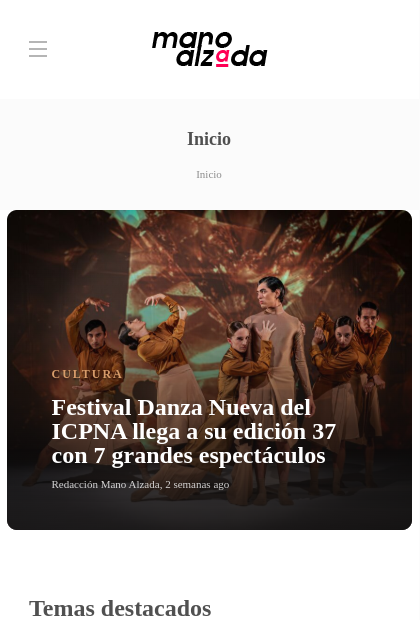 mano
alzada
Inicio
Inicio
CULTURA
Festival Danza Nueva del
ICPNA llega a su edición 37
con 7 grandes espectáculos
Redacción Mano Alzada, 2 semanas ago
Temas destacados